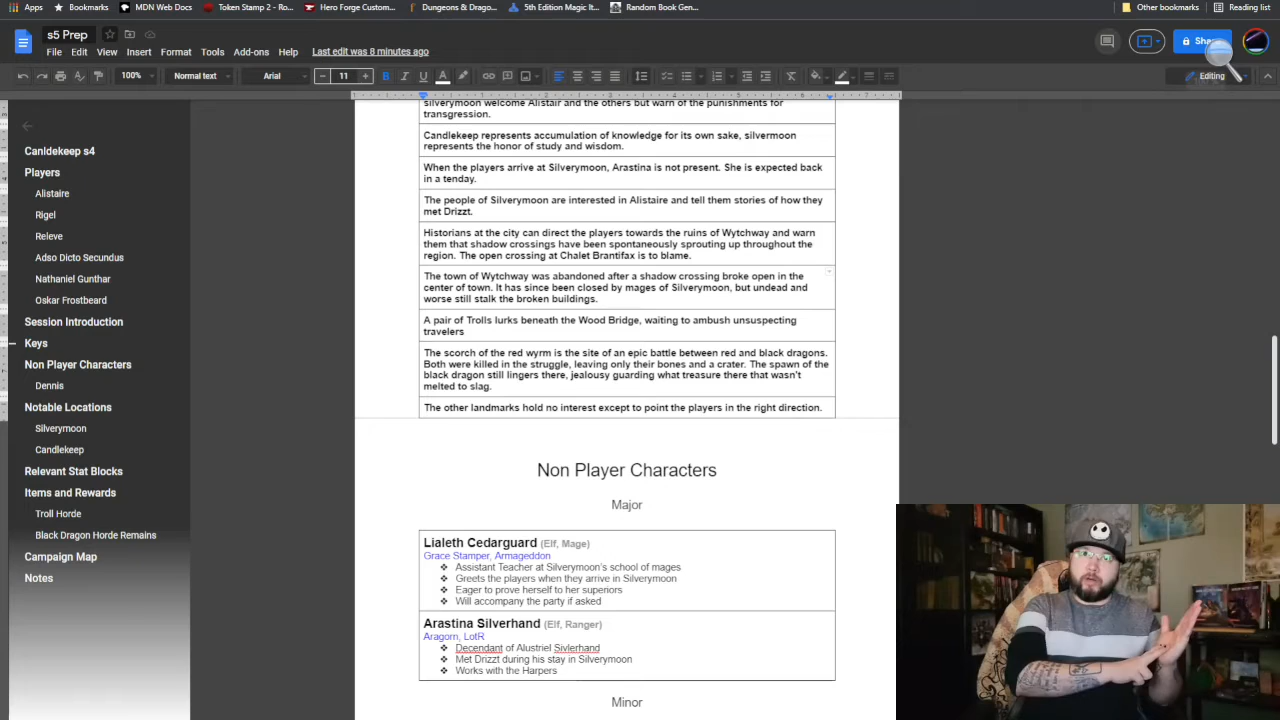 Apps
Bookmarks
MDN Web Docs
Token Stamp 2 - Ro...
Hero Forge Custom...
Dungeons & Drago...
5th Edition Magic It...
Random Book Gen...
Other bookmarks
Reading list
s5 Prep
File Edit View Insert Format Tools Add-ons Help Last edit was 8 minutes ago
Share
100% Normal text Arial 11 B I U A Editing
Canldekeep s4
Players
Alistaire
Rigel
Releve
Adso Dicto Secundus
Nathaniel Gunthar
Oskar Frostbeard
Session Introduction
Keys
Non Player Characters
Dennis
Notable Locations
Silverymoon
Candlekeep
Relevant Stat Blocks
Items and Rewards
Troll Horde
Black Dragon Horde Remains
Campaign Map
Notes
silverymoon welcome Alistair and the others but warn of the punishments for
transgression.
Candlekeep represents accumulation of knowledge for its own sake, silvermoon
represents the honor of study and wisdom.
When the players arrive at Silverymoon, Arastina is not present. She is expected back
in a tenday.
The people of Silverymoon are interested in Alistaire and tell them stories of how they
met Drizzt.
Historians at the city can direct the players towards the ruins of Wytchway and warn
them that shadow crossings have been spontaneously sprouting up throughout the
region. The open crossing at Chalet Brantifax is to blame.
The town of Wytchway was abandoned after a shadow crossing broke open in the
center of town. It has since been closed by mages of Silverymoon, but undead and
worse still stalk the broken buildings.
A pair of Trolls lurks beneath the Wood Bridge, waiting to ambush unsuspecting
travelers
The scorch of the red wyrm is the site of an epic battle between red and black dragons.
Both were killed in the struggle, leaving only their bones and a crater. The spawn of the
black dragon still lingers there, jealousy guarding what treasure there that wasn't
melted to slag.
The other landmarks hold no interest except to point the players in the right direction.
Non Player Characters
Major
Lialeth Cedarguard (Elf, Mage)
Grace Stamper, Armageddon
❖ Assistant Teacher at Silverymoon's school of mages
❖ Greets the players when they arrive in Silverymoon
❖ Eager to prove herself to her superiors
❖ Will accompany the party if asked
Arastina Silverhand (Elf, Ranger)
Aragorn, LotR
❖ Decendant of Alustriel Sivlerhand
❖ Met Drizzt during his stay in Silverymoon
❖ Works with the Harpers
Minor